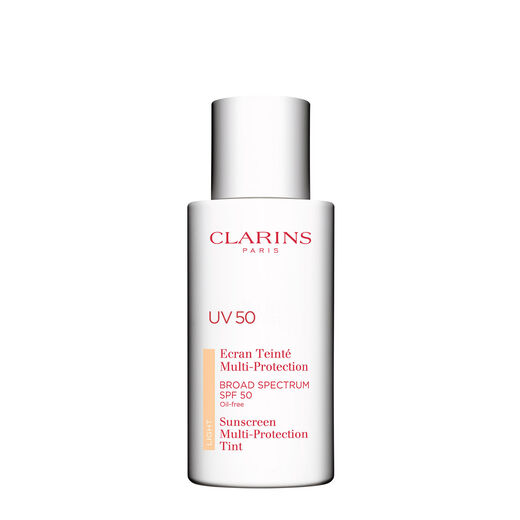 CLARINS
PARIS
UV 50
Ecran Teinté
Multi-Protection
BROAD SPECTRUM
SPF 50
Oil-free
LIGHT
Sunscreen
Multi-Protection
Tint